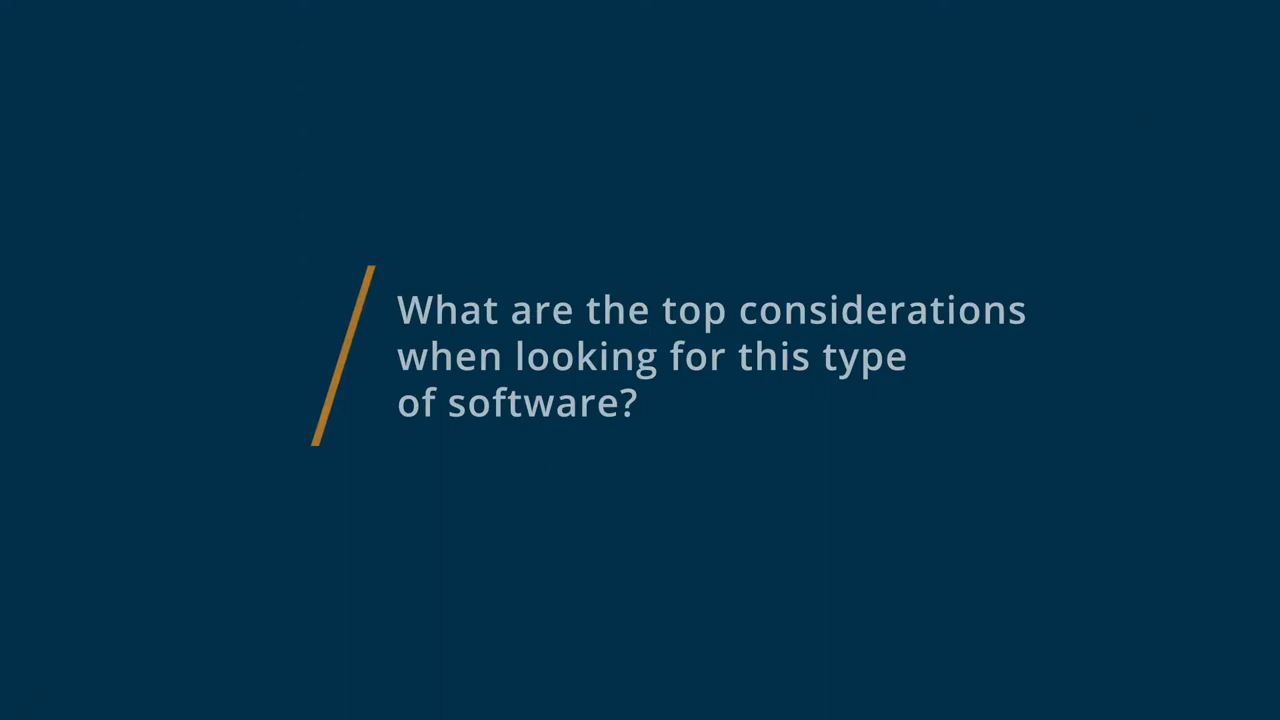 What are the top considerations
when looking for this type
of software?